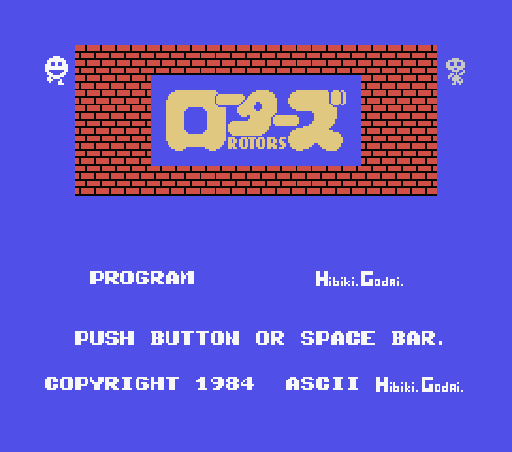 ローターズ
ROTORS
PROGRAM Hibiki.Godai.
PUSH BUTTON OR SPACE BAR.
COPYRIGHT 1984 ASCII Hibiki.Godai.